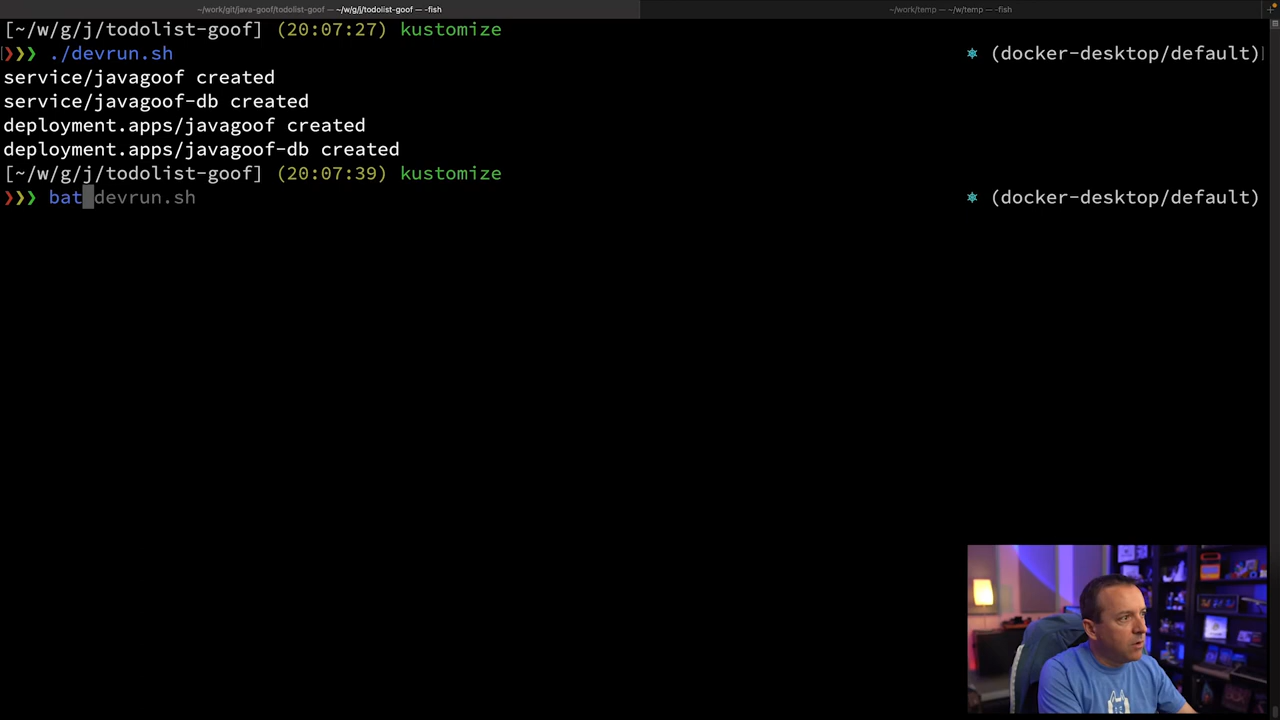 ~/work/git/java-goof/todolist-goof — ~/w/g/j/todolist-goof — -fish
~/work/temp — ~/w/temp — -fish
[~/w/g/j/todolist-goof] (20:07:27) kustomize
❯❯❯ ./devrun.sh (docker-desktop/default)
service/javagoof created
service/javagoof-db created
deployment.apps/javagoof created
deployment.apps/javagoof-db created
[~/w/g/j/todolist-goof] (20:07:39) kustomize
❯❯❯ bat devrun.sh (docker-desktop/default)